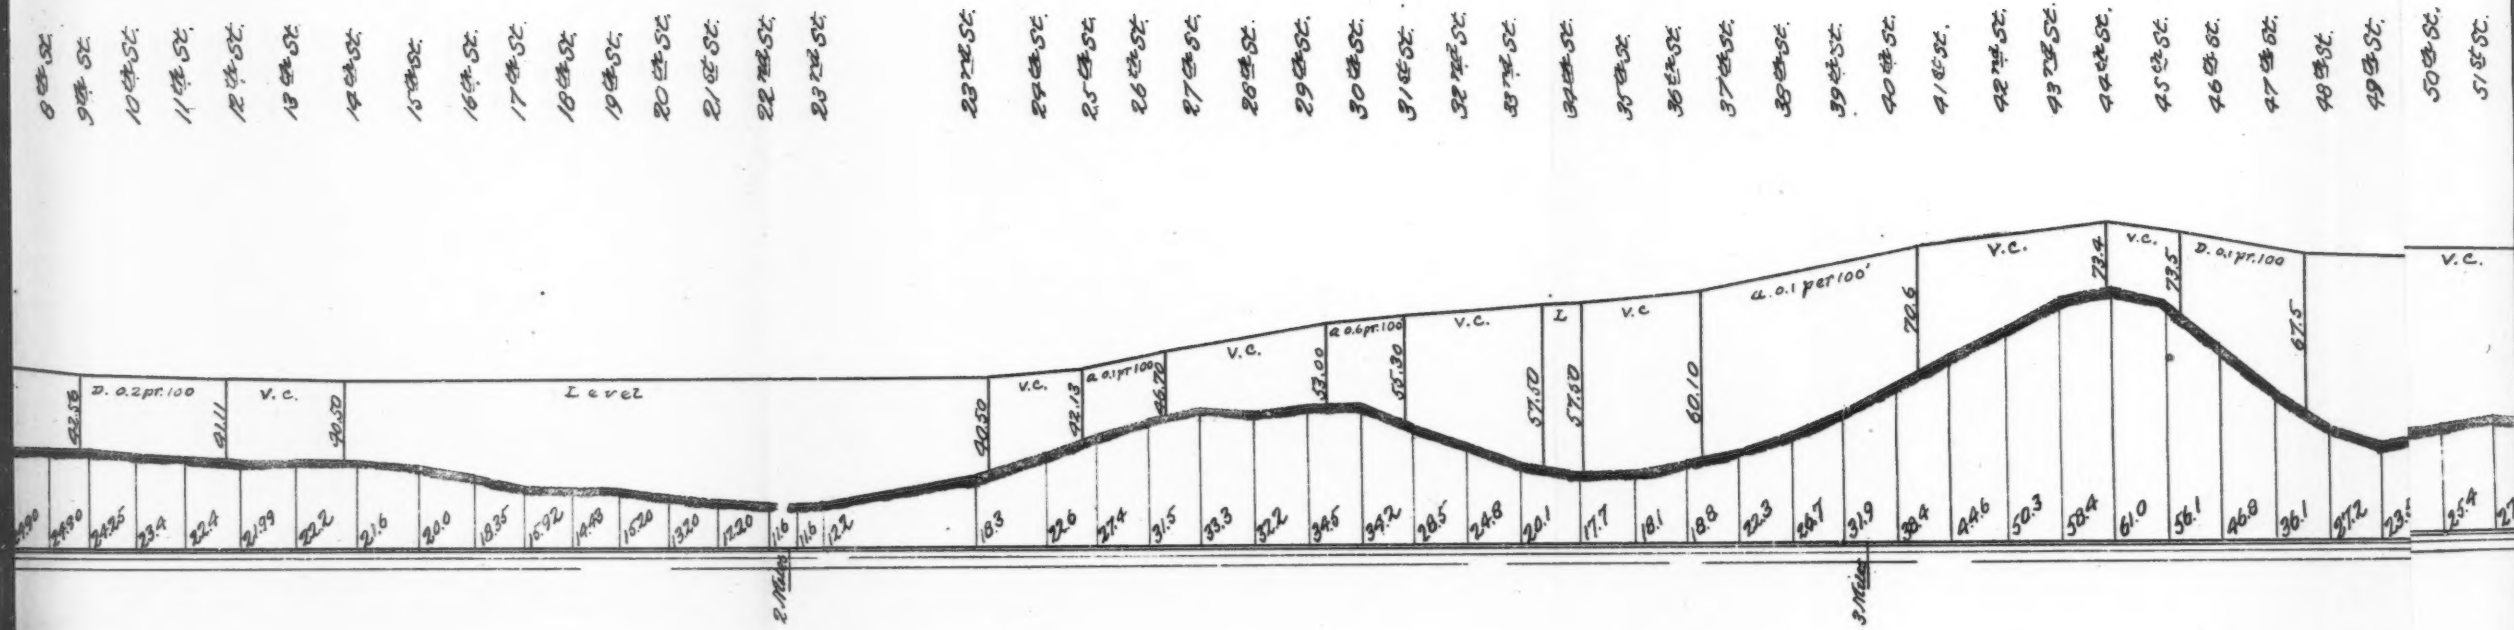 8th St.
9th St.
10th St.
11th St.
12th St.
13th St.
14th St.
15th St.
16th St.
17th St.
18th St.
19th St.
20th St.
21st St.
22nd St.
23rd St.
23rd St.
24th St.
25th St.
26th St.
27th St.
28th St.
29th St.
30th St.
31st St.
32nd St.
33rd St.
34th St.
35th St.
36th St.
37th St.
38th St.
39th St.
40th St.
41st St.
42nd St.
43rd St.
44th St.
45th St.
46th St.
47th St.
48th St.
49th St.
50th St.
51st St.
42.56
D. 0.2 pr. 100
41.11
V.C.
40.50
Level
40.50
V.C.
42.13
a 0.1 pr 100
46.70
V.C.
53.00
a 0.6 pr. 100
55.30
V.C.
57.50
L
57.50
V.C
60.10
a. 0.1 per 100'
70.6
V.C.
73.4
V.C.
73.5
D. 0.1 pr. 100
67.5
V.C.
24.90
24.25
23.4
22.4
21.99
22.2
21.6
20.0
18.35
15.92
14.43
15.20
13.20
12.20
11.6
11.6
12.2
18.3
22.6
27.4
31.5
33.3
32.2
34.5
34.2
28.5
24.8
20.1
17.7
18.1
18.8
22.3
26.7
31.9
38.4
44.6
50.3
58.4
61.0
56.1
46.8
36.1
27.2
25.4
2 Miles
3 Miles